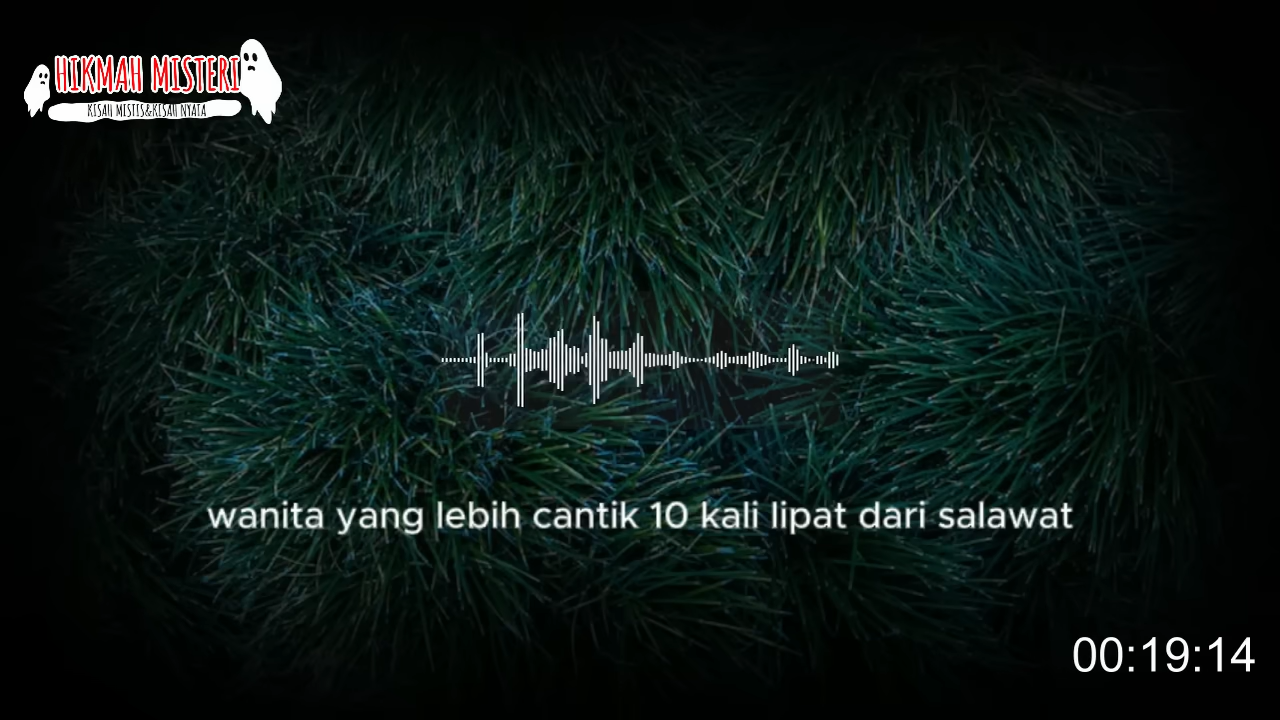 HIKMAH MISTERI
KISAH MISTIS&KISAH NYATA
wanita yang lebih cantik 10 kali lipat dari salawat
00:19:14